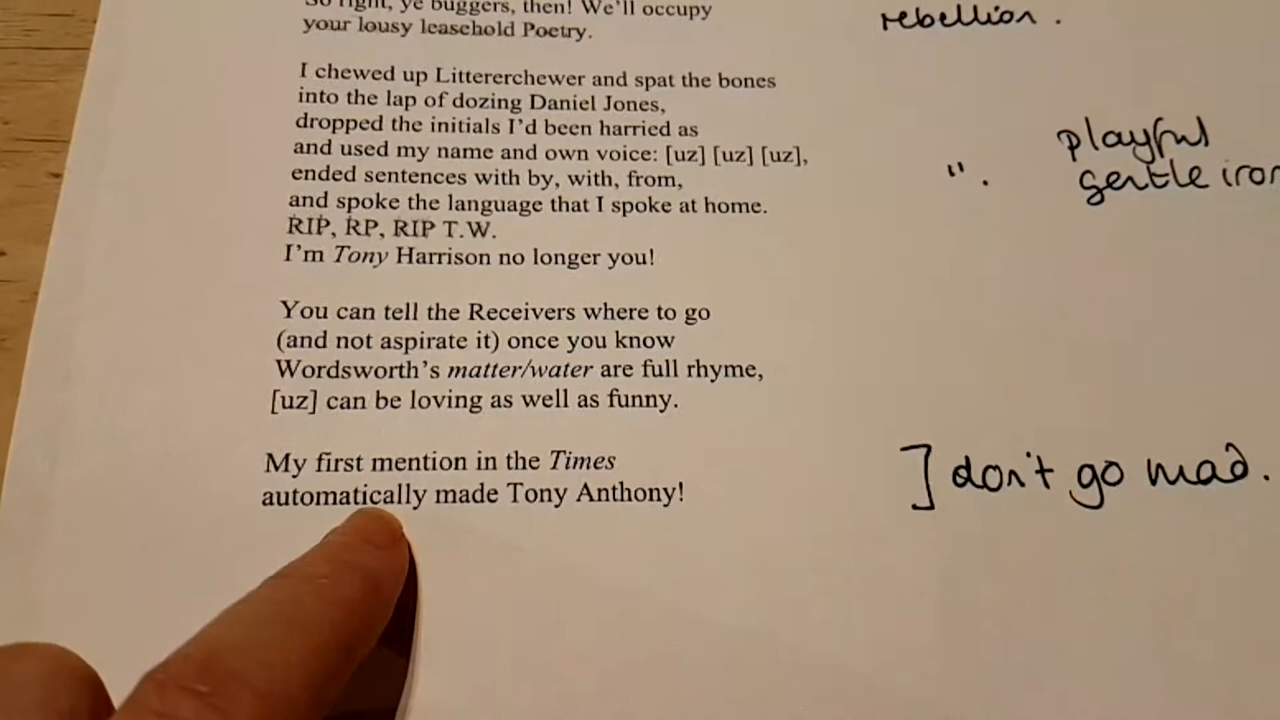 So right, ye buggers, then! We'll occupy
your lousy leasehold Poetry.
rebellion.
I chewed up Littererchewer and spat the bones
into the lap of dozing Daniel Jones,
dropped the initials I'd been harried as
and used my name and own voice: [uz] [uz] [uz],
ended sentences with by, with, from,
and spoke the language that I spoke at home.
RIP, RP, RIP T.W.
I'm Tony Harrison no longer you!
playful
". gentle iron
You can tell the Receivers where to go
(and not aspirate it) once you know
Wordsworth's matter/water are full rhyme,
[uz] can be loving as well as funny.
My first mention in the Times
automatically made Tony Anthony!
] don't go mad.